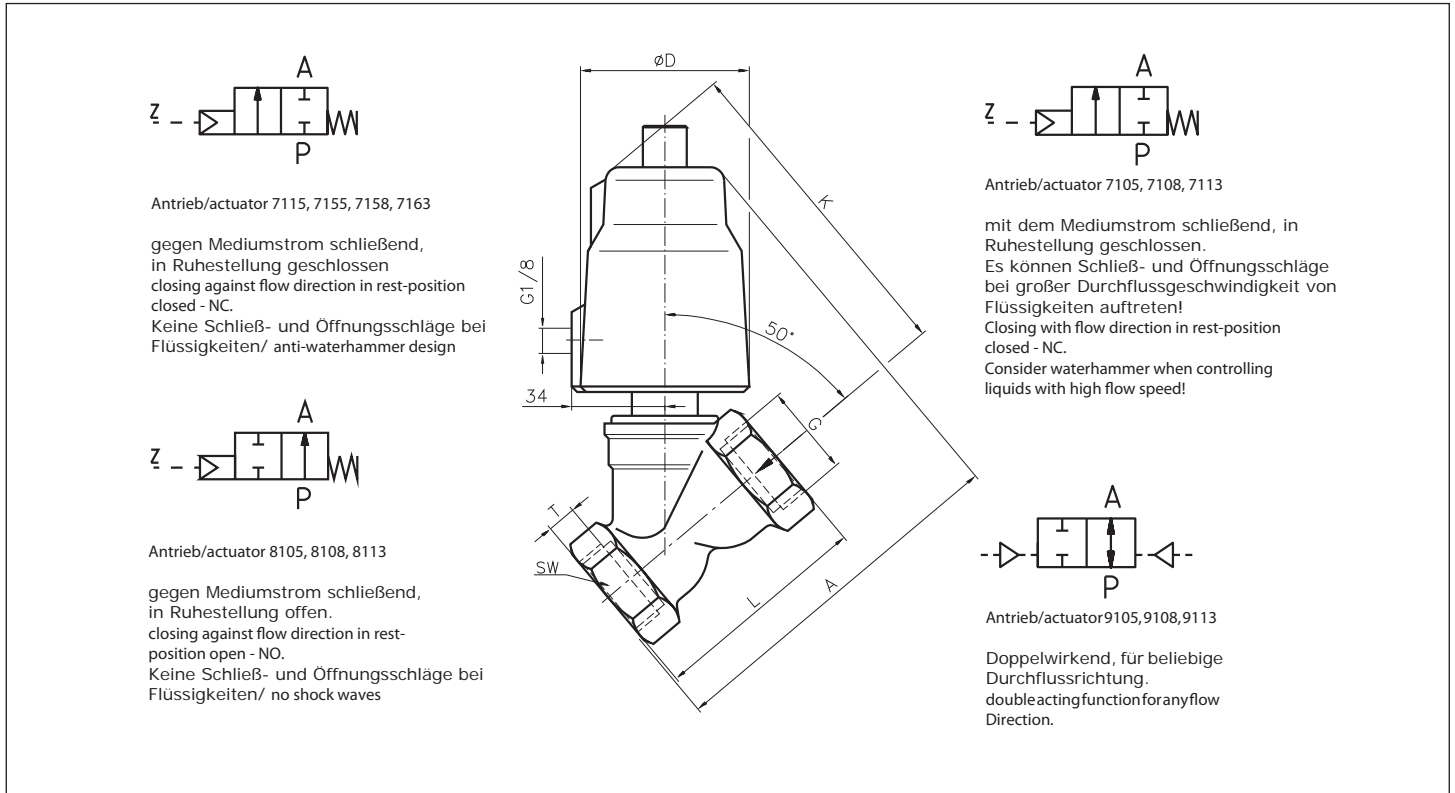 A
Z
P
Antrieb/actuator 7115, 7155, 7158, 7163
gegen Mediumstrom schließend,
in Ruhestellung geschlossen
closing against flow direction in rest-position
closed - NC.
Keine Schließ- und Öffnungsschläge bei
Flüssigkeiten/ anti-waterhammer design
A
Z
P
Antrieb/actuator 8105, 8108, 8113
gegen Mediumstrom schließend,
in Ruhestellung offen.
closing against flow direction in rest-
position open - NO.
Keine Schließ- und Öffnungsschläge bei
Flüssigkeiten/ no shock waves
øD
K
G1/8
50°
34
G
T
SW
L
A
A
Z
P
Antrieb/actuator 7105, 7108, 7113
mit dem Mediumstrom schließend, in
Ruhestellung geschlossen.
Es können Schließ- und Öffnungsschläge
bei großer Durchflussgeschwindigkeit von
Flüssigkeiten auftreten!
Closing with flow direction in rest-position
closed - NC.
Consider waterhammer when controlling
liquids with high flow speed!
A
P
Antrieb/actuator9105,9108,9113
Doppelwirkend, für beliebige
Durchflussrichtung.
doubleactingfunctionforanyflow
Direction.